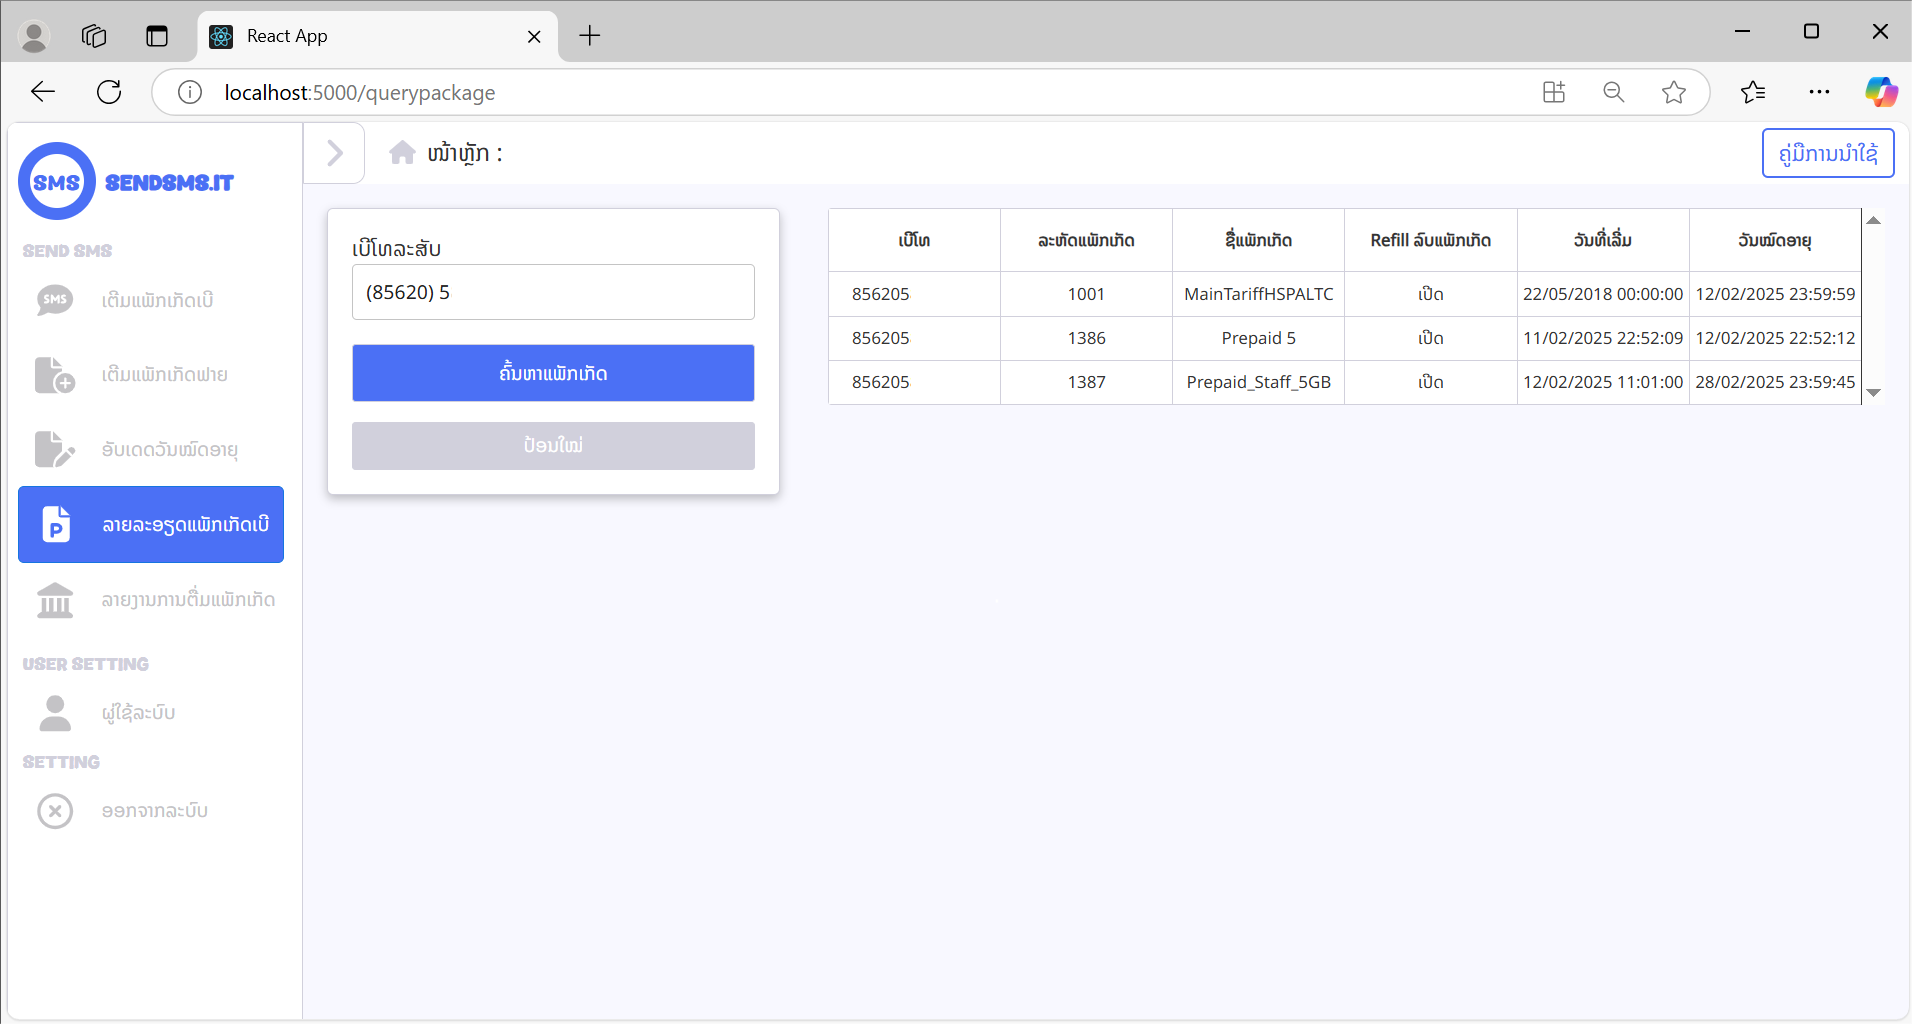 React App
localhost:5000/querypackage
SMS SENDSMS.IT
SEND SMS
SMS ເຕີມແພັກເກັດເບີ
ເຕີມແພັກເກັດຟາຍ
ອັບເດດວັນໝົດອາຍຸ
P ລາຍລະອຽດແພັກເກັດເບີ
ລາຍງານການຕື່ມແພັກເກັດ
USER SETTING
ຜູ່ໃຊ້ລະບົບ
SETTING
ອອກຈາກລະບົບ
ໜ້າຫຼັກ :
ຄູ່ມືການນຳໃຊ້
ເບີໂທລະສັບ
(85620) 5
ຄົ້ນຫາແພັກເກັດ
ປ້ອນໃໝ່
ເບີໂທ ລະຫັດແພັກເກັດ ຊື່ແພັກເກັດ Refill ລົບແພັກເກັດ ວັນທີ່ເລີ່ມ ວັນໝົດອາຍຸ
856205 1001 MainTariffHSPALTC ເປີດ 22/05/2018 00:00:00 12/02/2025 23:59:59
856205 1386 Prepaid 5 ເປີດ 11/02/2025 22:52:09 12/02/2025 22:52:12
856205 1387 Prepaid_Staff_5GB ເປີດ 12/02/2025 11:01:00 28/02/2025 23:59:45